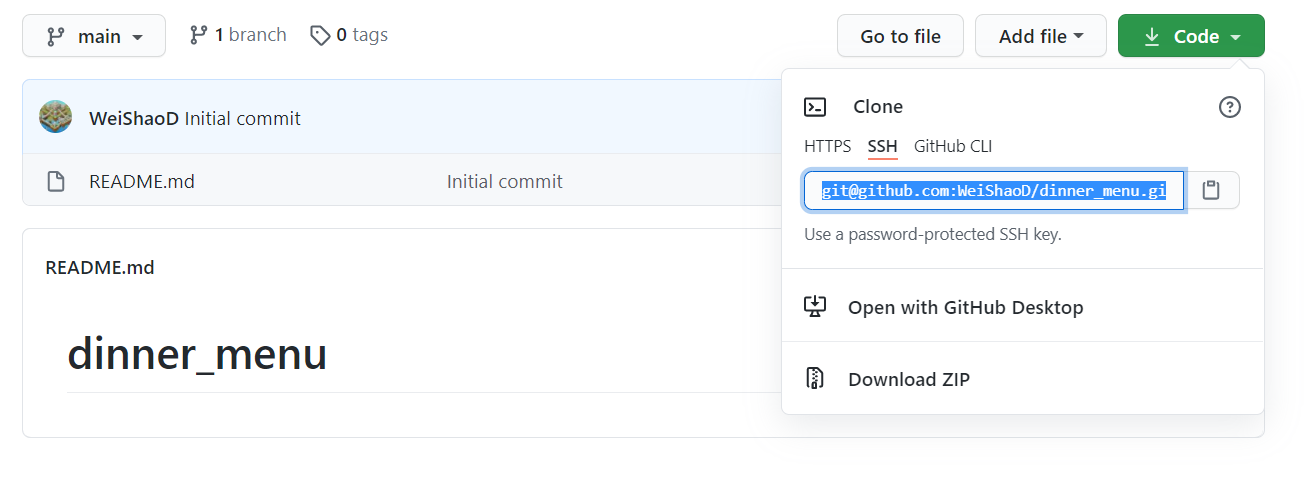 main 1 branch 0 tags Go to file Add file Code
WeiShaoD Initial commit
README.md Initial commit
README.md
dinner_menu
Clone
HTTPS SSH GitHub CLI
git@github.com:WeiShaoD/dinner_menu.gi
Use a password-protected SSH key.
Open with GitHub Desktop
Download ZIP